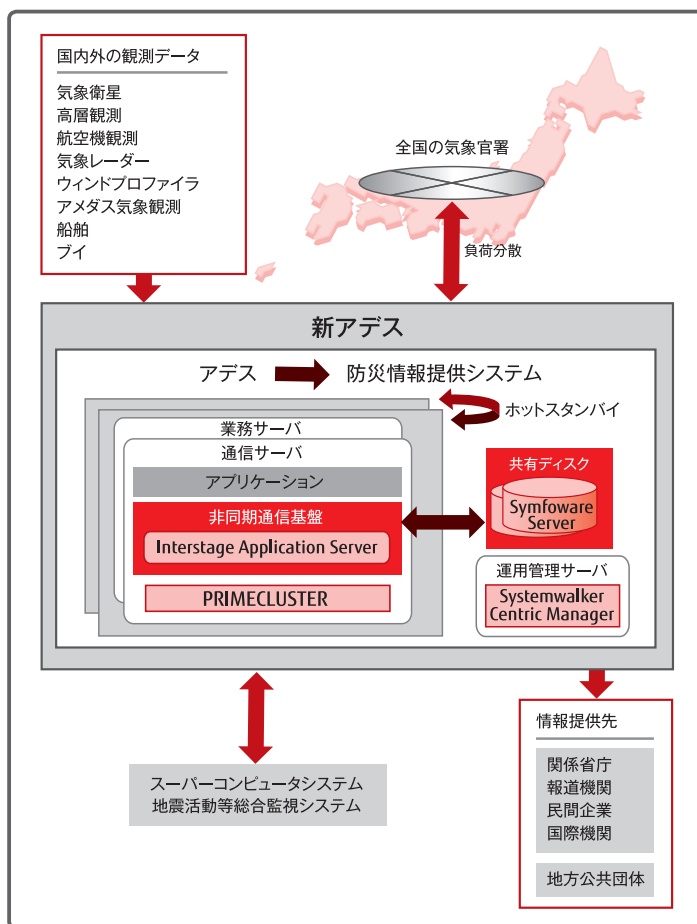 国内外の観測データ
気象衛星
高層観測
航空機観測
気象レーダー
ウィンドプロファイラ
アメダス気象観測
船舶
ブイ
全国の気象官署
負荷分散
新アデス
アデス
防災情報提供システム
ホットスタンバイ
業務サーバ
通信サーバ
アプリケーション
非同期通信基盤
Interstage Application Server
PRIMECLUSTER
共有ディスク
Symfoware
Server
運用管理サーバ
Systemwalker
Centric Manager
スーパーコンピュータシステム
地震活動等総合監視システム
情報提供先
関係省庁
報道機関
民間企業
国際機関
地方公共団体